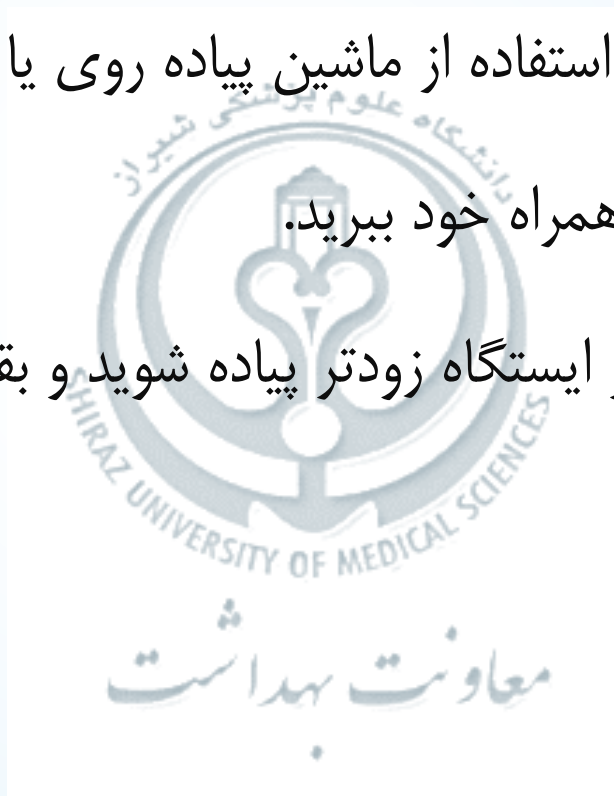 استفاده از ماشین پیاده روی یا
دانشگاه علوم پزشکی شیراز
همراه خود ببرید.
ایستگاه زودتر پیاده شوید و
SHIRAZ UNIVERSITY OF MEDICAL SCIENCES
معاونت بهداشت